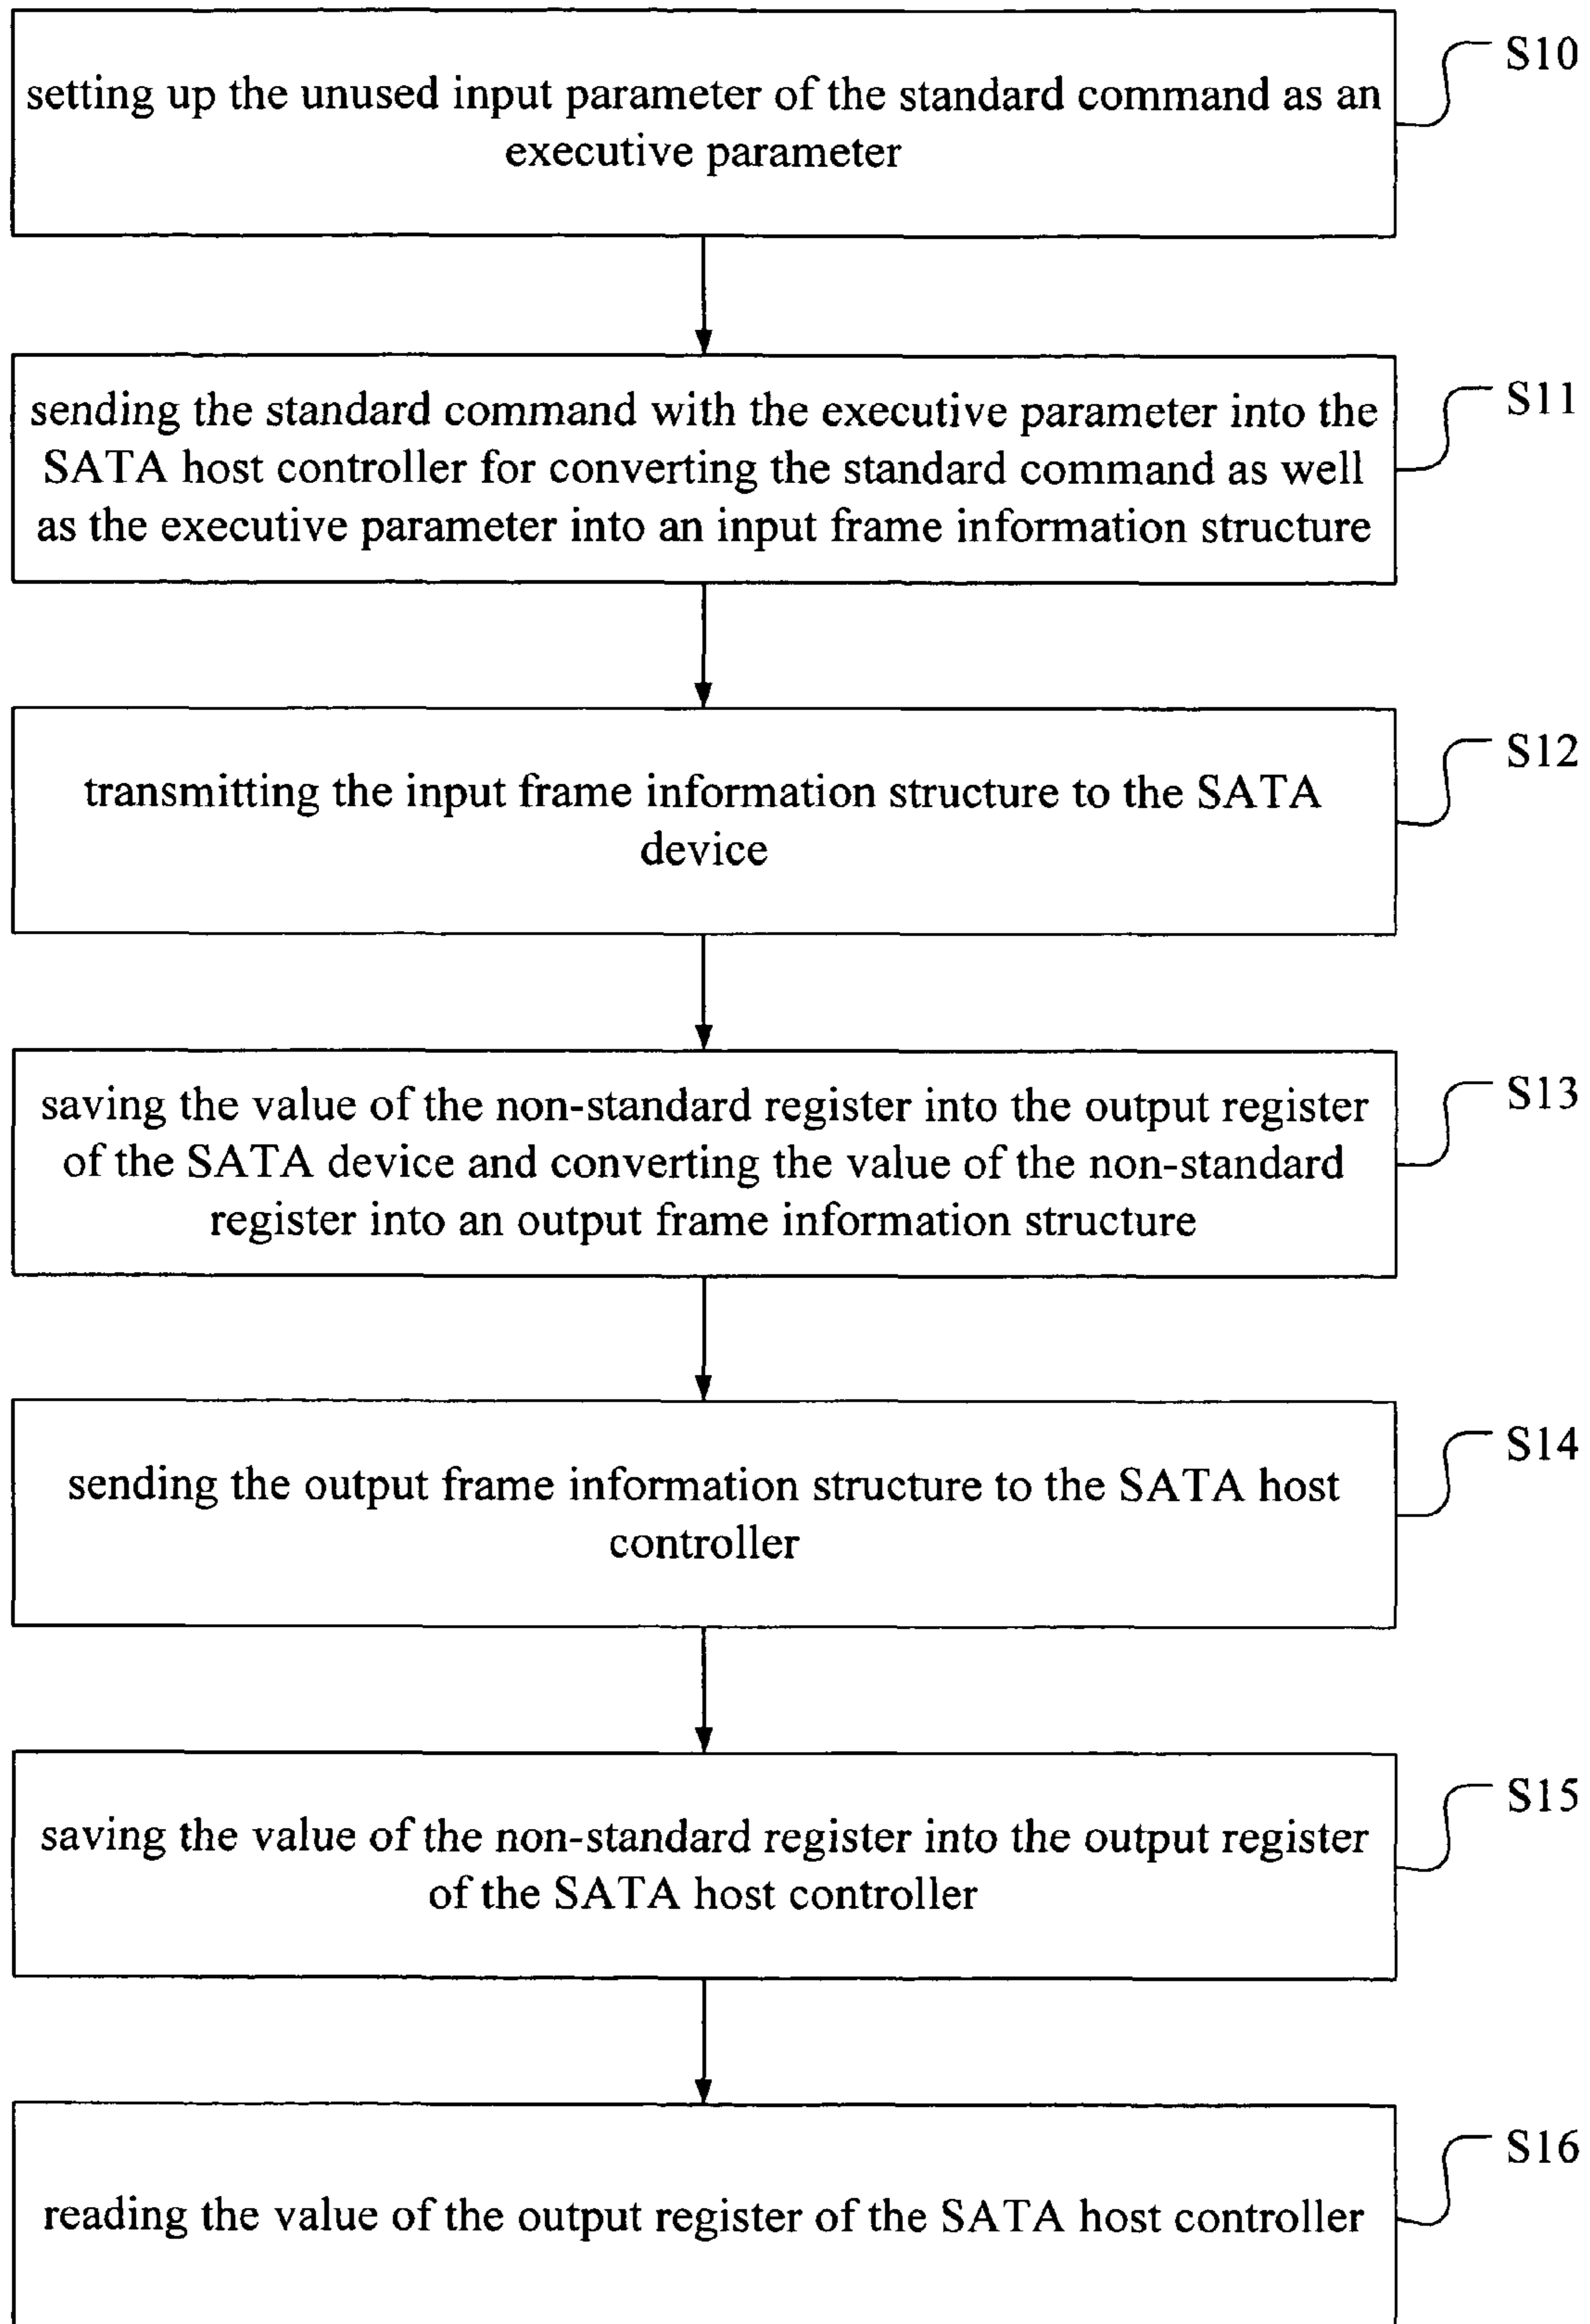 S10
setting up the unused input parameter of the standard command as an
executive parameter
S11
sending the standard command with the executive parameter into the
SATA host controller for converting the standard command as well
as the executive parameter into an input frame information structure
S12
transmitting the input frame information structure to the SATA
device
S13
saving the value of the non-standard register into the output register
of the SATA device and converting the value of the non-standard
register into an output frame information structure
S14
sending the output frame information structure to the SATA host
controller
S15
saving the value of the non-standard register into the output register
of the SATA host controller
S16
reading the value of the output register of the SATA host controller